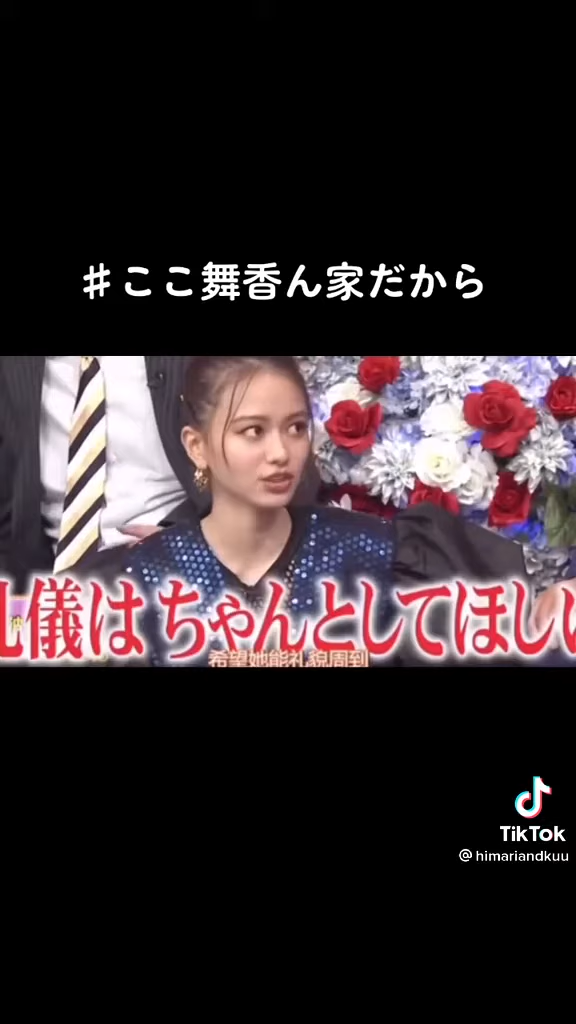 #ここ舞香ん家だから
礼儀はちゃんとしてほしい
希望她能礼貌周到
TikTok
@himariandkuu